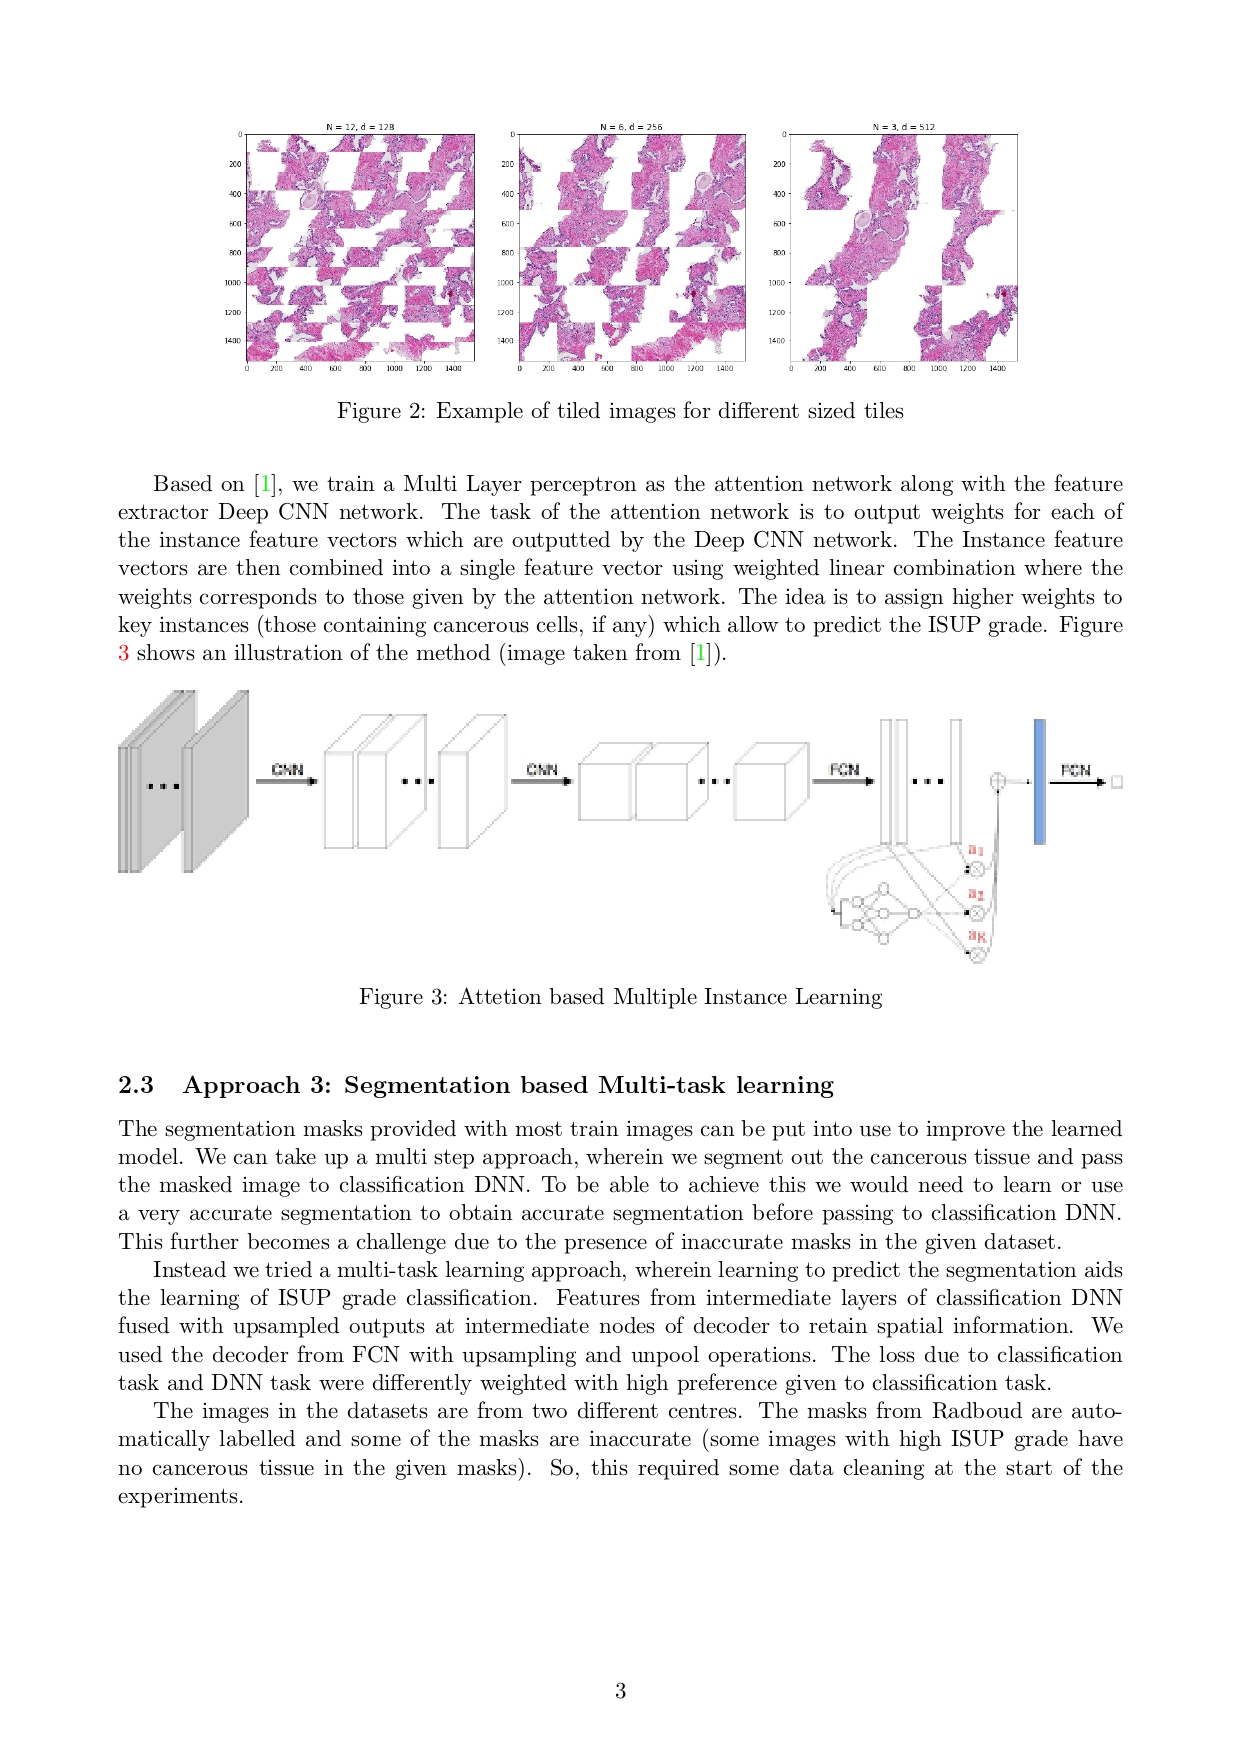 N = 12, d = 128
N = 6, d = 256
N = 3, d = 512
0
200
400
600
800
1000
1200
1400
0 200 400 600 800 1000 1200 1400
0
200
400
600
800
1000
1200
1400
0 200 400 600 800 1000 1200 1400
0
200
400
600
800
1000
1200
1400
0 200 400 600 800 1000 1200 1400
Figure 2: Example of tiled images for different sized tiles
Based on [1], we train a Multi Layer perceptron as the attention network along with the feature
extractor Deep CNN network. The task of the attention network is to output weights for each of
the instance feature vectors which are outputted by the Deep CNN network. The Instance feature
vectors are then combined into a single feature vector using weighted linear combination where the
weights corresponds to those given by the attention network. The idea is to assign higher weights to
key instances (those containing cancerous cells, if any) which allow to predict the ISUP grade. Figure
3 shows an illustration of the method (image taken from [1]).
CNN
CNN
FCN
FCN
a1
a2
aK
Figure 3: Attetion based Multiple Instance Learning
2.3 Approach 3: Segmentation based Multi-task learning
The segmentation masks provided with most train images can be put into use to improve the learned
model. We can take up a multi step approach, wherein we segment out the cancerous tissue and pass
the masked image to classification DNN. To be able to achieve this we would need to learn or use
a very accurate segmentation to obtain accurate segmentation before passing to classification DNN.
This further becomes a challenge due to the presence of inaccurate masks in the given dataset.
Instead we tried a multi-task learning approach, wherein learning to predict the segmentation aids
the learning of ISUP grade classification. Features from intermediate layers of classification DNN
fused with upsampled outputs at intermediate nodes of decoder to retain spatial information. We
used the decoder from FCN with upsampling and unpool operations. The loss due to classification
task and DNN task were differently weighted with high preference given to classification task.
The images in the datasets are from two different centres. The masks from Radboud are auto-
matically labelled and some of the masks are inaccurate (some images with high ISUP grade have
no cancerous tissue in the given masks). So, this required some data cleaning at the start of the
experiments.
3